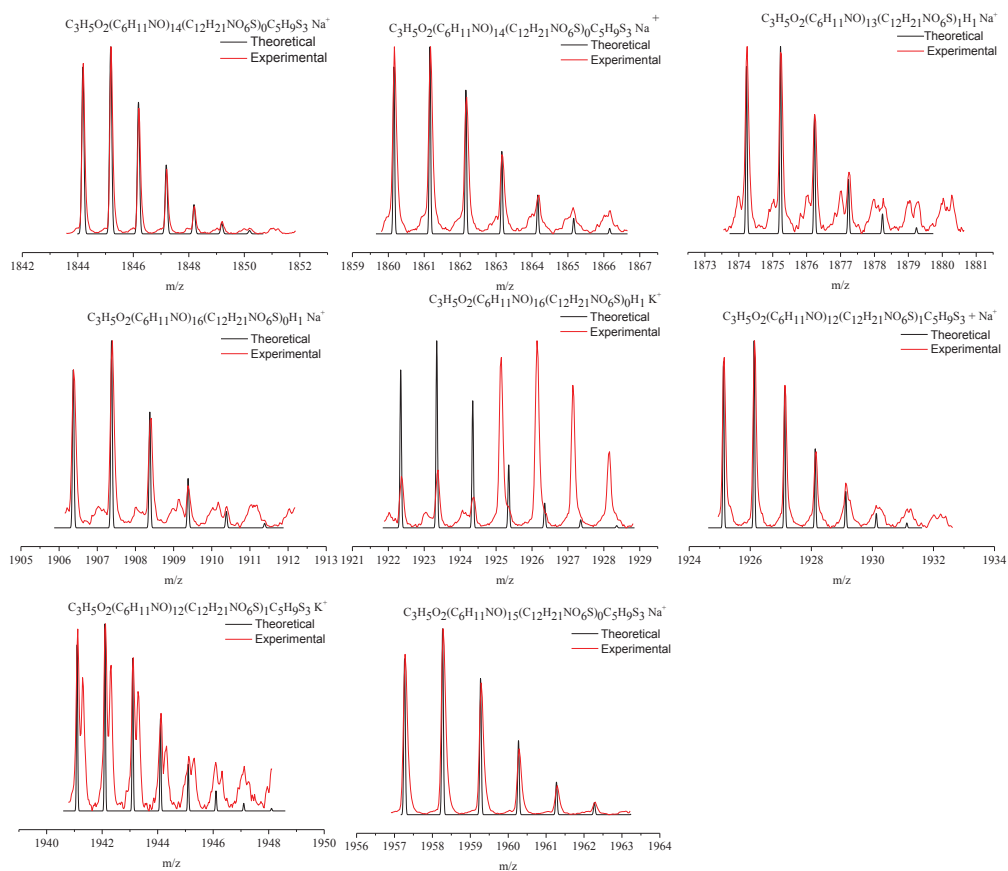 C₃H₅O₂(C₆H₁₁NO)₁₄(C₁₂H₂₁NO₆S)₀C₅H₉S₃ Na⁺
Theoretical
Experimental
1842 1844 1846 1848 1850 1852
m/z
C₃H₅O₂(C₆H₁₁NO)₁₄(C₁₂H₂₁NO₆S)₀C₅H₉S₃ Na⁺
Theoretical
Experimental
1859 1860 1861 1862 1863 1864 1865 1866 1867
m/z
C₃H₅O₂(C₆H₁₁NO)₁₃(C₁₂H₂₁NO₆S)₁H₁ Na⁺
Theoretical
Experimental
1873 1874 1875 1876 1877 1878 1879 1880 1881
m/z
C₃H₅O₂(C₆H₁₁NO)₁₆(C₁₂H₂₁NO₆S)₀H₁ Na⁺
Theoretical
Experimental
1905 1906 1907 1908 1909 1910 1911 1912 1913
m/z
C₃H₅O₂(C₆H₁₁NO)₁₆(C₁₂H₂₁NO₆S)₀H₁ K⁺
Theoretical
Experimental
1921 1922 1923 1924 1925 1926 1927 1928 1929
m/z
C₃H₅O₂(C₆H₁₁NO)₁₂(C₁₂H₂₁NO₆S)₁C₅H₉S₃ + Na⁺
Theoretical
Experimental
1924 1926 1928 1930 1932 1934
m/z
C₃H₅O₂(C₆H₁₁NO)₁₂(C₁₂H₂₁NO₆S)₁C₅H₉S₃ K⁺
Theoretical
Experimental
1940 1942 1944 1946 1948 1950
m/z
C₃H₅O₂(C₆H₁₁NO)₁₅(C₁₂H₂₁NO₆S)₀C₅H₉S₃ Na⁺
Theoretical
Experimental
1956 1957 1958 1959 1960 1961 1962 1963 1964
m/z